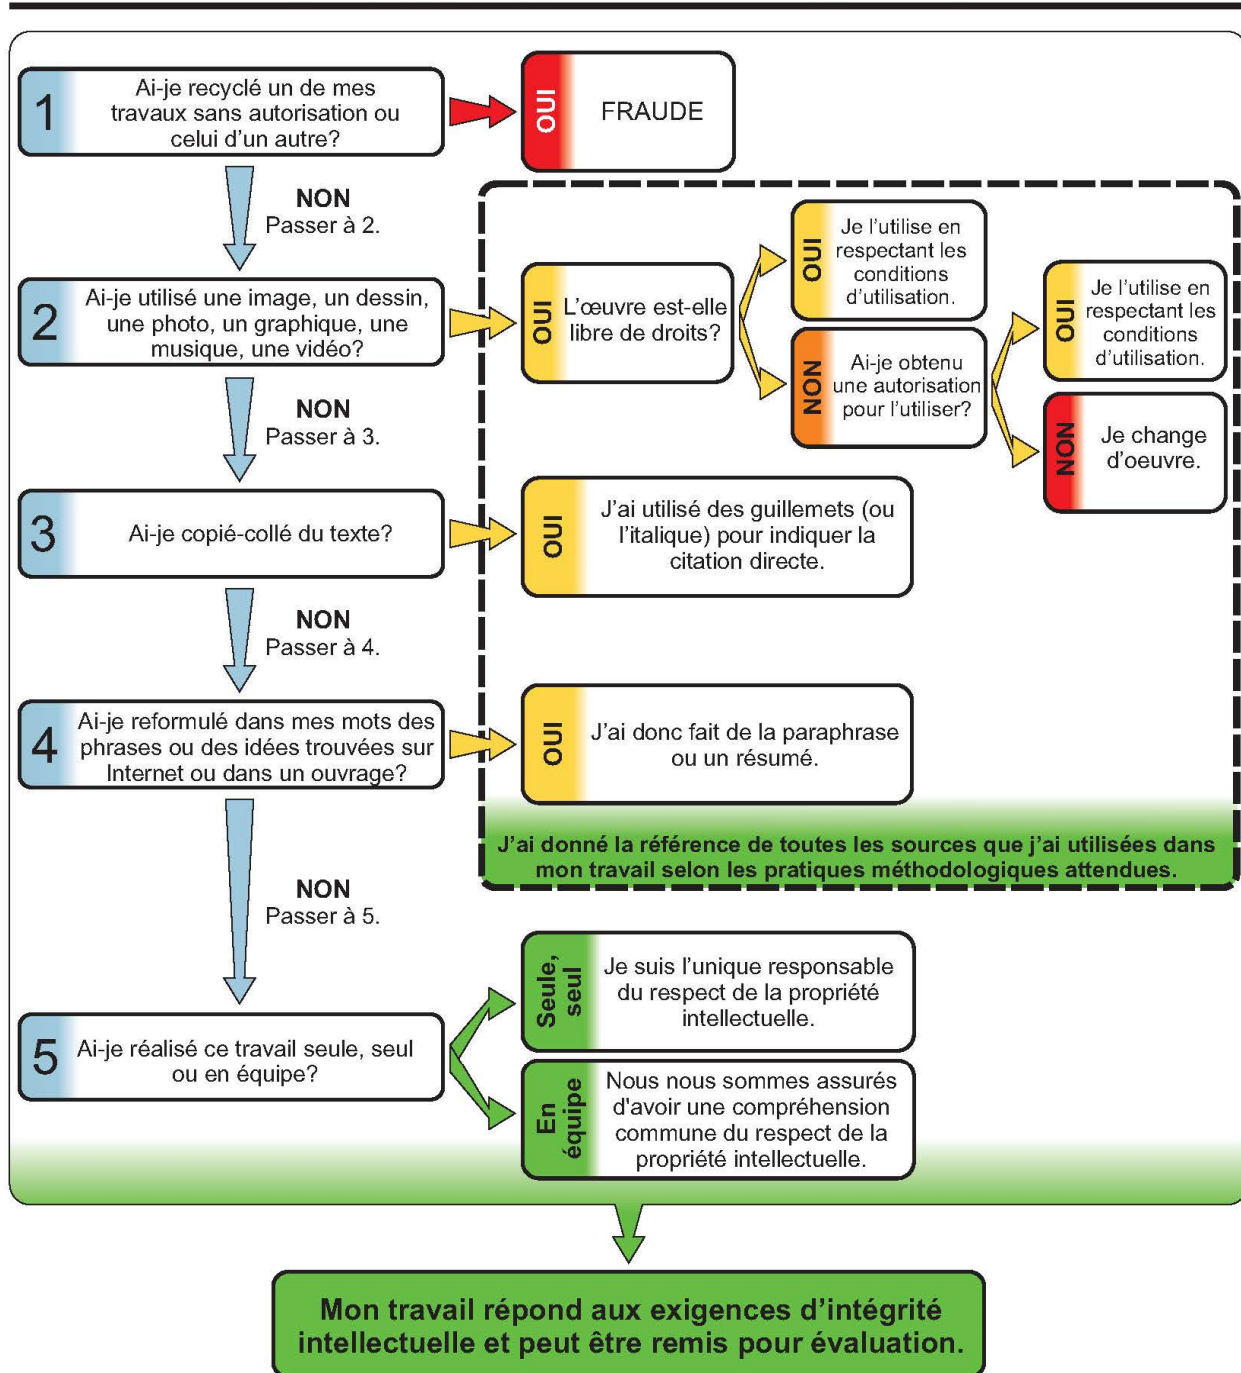 1
Ai-je recyclé un de mes
travaux sans autorisation ou
celui d'un autre?
OUI
FRAUDE
NON
Passer à 2.
2
Ai-je utilisé une image, un dessin,
une photo, un graphique, une
musique, une vidéo?
OUI
L'œuvre est-elle
libre de droits?
OUI
Je l'utilise en
respectant les
conditions
d'utilisation.
NON
Ai-je obtenu
une autorisation
pour l'utiliser?
OUI
Je l'utilise en
respectant les
conditions
d'utilisation.
NON
Je change
d'oeuvre.
NON
Passer à 3.
3
Ai-je copié-collé du texte?
OUI
J'ai utilisé des guillemets (ou
l'italique) pour indiquer la
citation directe.
NON
Passer à 4.
4
Ai-je reformulé dans mes mots des
phrases ou des idées trouvées sur
Internet ou dans un ouvrage?
OUI
J'ai donc fait de la paraphrase
ou un résumé.
J'ai donné la référence de toutes les sources que j'ai utilisées dans
mon travail selon les pratiques méthodologiques attendues.
NON
Passer à 5.
5
Ai-je réalisé ce travail seule, seul
ou en équipe?
Seule,
seul
Je suis l'unique responsable
du respect de la propriété
intellectuelle.
En
équipe
Nous nous sommes assurés
d'avoir une compréhension
commune du respect de la
propriété intellectuelle.
Mon travail répond aux exigences d'intégrité
intellectuelle et peut être remis pour évaluation.